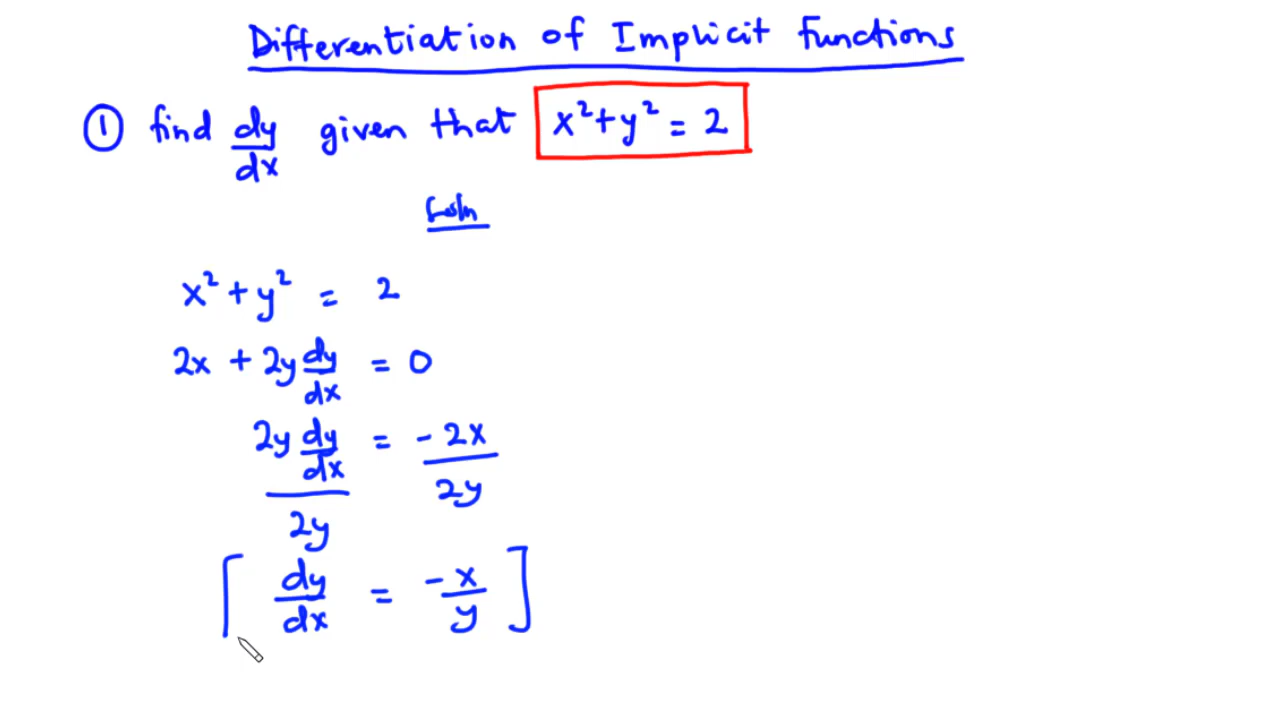 Differentiation of Implicit Functions
① find dy/dx given that x²+y² = 2
Soln
x² + y² = 2
2x + 2y dy/dx = 0
2y dy/dx / 2y = -2x / 2y
[ dy/dx = -x/y ]